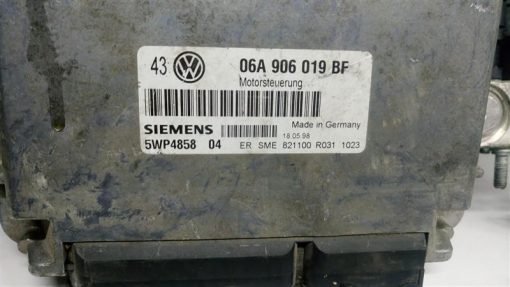 43 VW 06A 906 019 BF
Motorsteuerung
SIEMENS Made in Germany
18.05.98
5WP4858 04 ER SME 821100 R031 1023